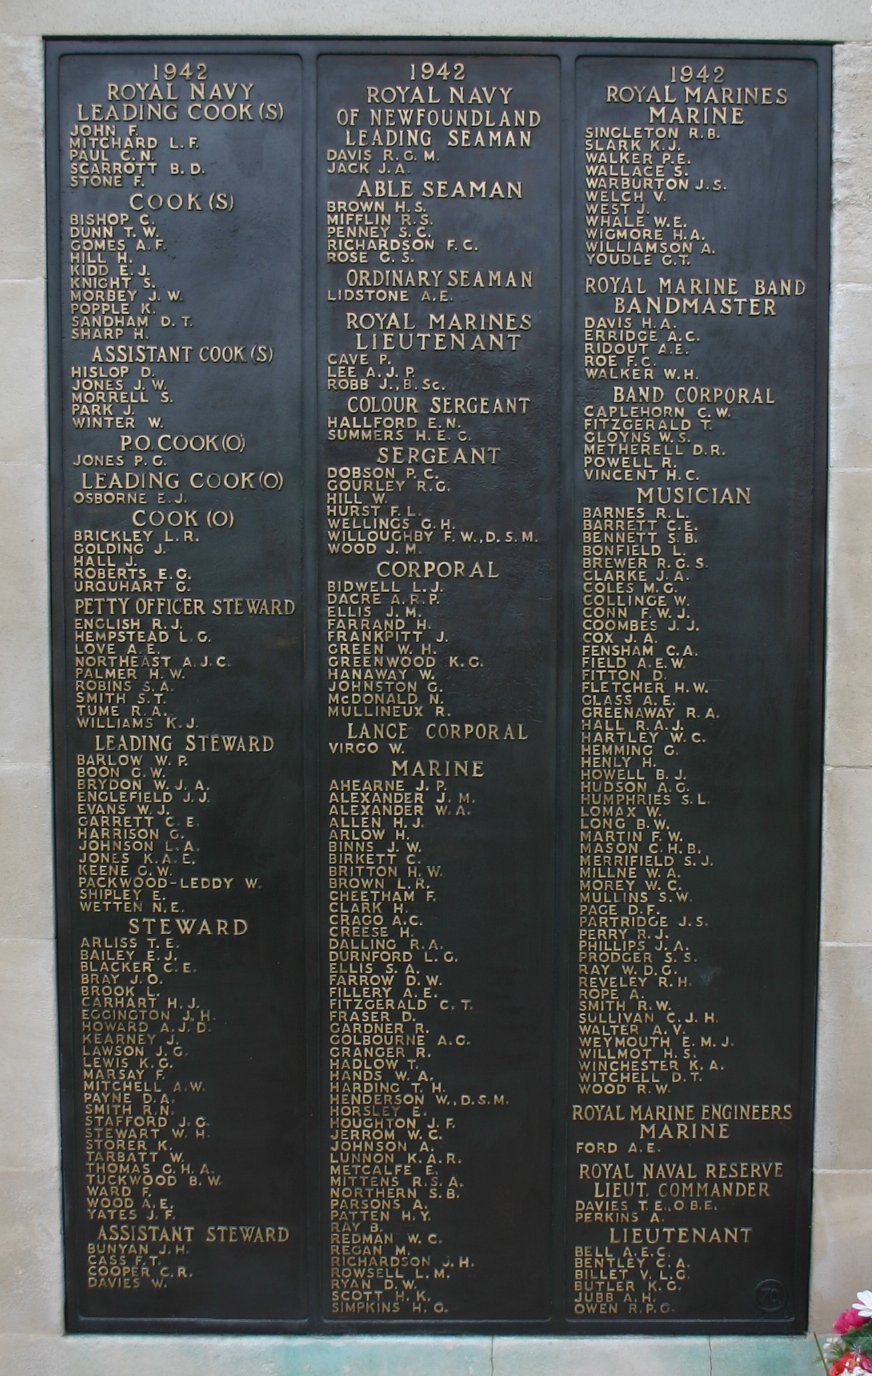 1942
ROYAL NAVY
LEADING COOK (S)
JOHN F.
MITCHARD L.F.
PAUL C.N.
SCARROTT B.D.
STONE F.
COOK (S)
BISHOP C.
DUNN T.W.
GOMES A.F.
HILL H.
KIDD E.J.
KNIGHT S.
MORBEY J.W.
POPPLE K.
SANDHAM D.T.
SHARP H.
ASSISTANT COOK (S)
HISLOP D.
JONES J.W.
MORRELL S.
PARK J.
WINTER W.
P.O. COOK (O)
JONES P.G.
LEADING COOK (O)
OSBORNE E.J.
COOK (O)
BRICKLEY L.R.
GOLDING J.
HALL J.
ROBERTS E.G.
URQUHART G.
PETTY OFFICER STEWARD
ENGLISH R.J.
HEMPSTEAD L.G.
LOVE A.E.
NORTHEAST A.J.C.
PALMER H.W.
ROBINS S.A.
SMITH S.T.
TUME R.A.
WILLIAMS K.J.
LEADING STEWARD
BARLOW W.P.
BOON G.W.
BRYDON W.J.A.
ENGLEFIELD J.J.
EVANS W.J.
GARRETT C.E.
HARRISON G.
JOHNSON L.A.
JONES K.A.E.
KEENE G.W.
PACKWOOD-LEDDY W.
SHIPLEY E.
WETTEN N.E.
STEWARD
ARLISS T.E.
BAILEY E.J.
BLACKER C.E.
BRAY J.O.
BROOK L.
CARHART H.J.
EGGINGTON J.H.
HOWARD A.J.D.
KEARNEY J.
LAWSON J.G.
LEWIS K.G.
MARSAY F.
MITCHELL A.W.
PAYNE D.A.
SMITH R.N.
STAFFORD J.G.
STEWART W.H.
STORER K.
TARBATT W.
THOMAS G.H.A.
TUCKWOOD B.W.
WARD F.
WOOD A.E.
YATES J.F.
ASSISTANT STEWARD
BUNYAN J.H.
CASS F.T.
COOPER C.R.
DAVIES W.
1942
ROYAL NAVY
OF NEWFOUNDLAND
LEADING SEAMAN
DAVIS R.G.M.
JACK J.A.
ABLE SEAMAN
BROWN H.S.
MIFFLIN R.S.
PENNEY S.C.
RICHARDSON F.C.
ROSE G.S.
ORDINARY SEAMAN
LIDSTONE A.E.
ROYAL MARINES
LIEUTENANT
CAVE P.
LEE A.J.P.
ROBB J., B.Sc.
COLOUR SERGEANT
HALLFORD E.N.
SUMMERS H.E.G.
SERGEANT
DOBSON P.C.
GOURLEY R.G.
HILL W.
HURST F.L.
WELLINGS G.H.
WILLOUGHBY F.W., D.S.M.
WOOD J.M.
CORPORAL
BIDWELL L.J.
DACRE A.R.P.
ELLIS J.M.
FARRAND H.
FRANKPITT J.
GREEN W.H.
GREENWOOD K.G.
HANAWAY W.
JOHNSTON G.
McDONALD N.
MULLINEUX R.
LANCE CORPORAL
VIRGO W.
MARINE
AHEARNE J.P.
ALEXANDER J.M.
ALEXANDER W.A.
ALLEN H.J.
ARLOW H.
BINNS J.W.
BIRKETT C.
BRITTON H.W.
BROWN L.R.
CHEETHAM F.
CLARK H.
CRAGO A.C.
CREESE H.
DALLING R.A.
DURNFORD L.G.
ELLIS S.A.
FARROW D.W.
FILLERY A.E.
FITZGERALD C.T.
FRASER D.
GARDNER R.
GOLBOURNE A.G.
GRANGER R.
HADLOW T.
HANDS W.A.
HARDING T.H.
HENDERSON W., D.S.M.
HORSLEY E.
HOUGHTON J.F.
JERROM W.C.
JOHNSON A.
LUNNON K.A.R.
METCALFE E.
MITTENS R.S.A.
NORTHERN S.B.
PARSONS A.
PATTEN H.Y.
RAY B.
REDMAN W.C.
REGAN M.
RICHARDSON J.H.
ROWSELL L.M.
RYAN D.W.
SCOTT H.K.
SIMPKINS H.G.
1942
ROYAL MARINES
MARINE
SINGLETON R.B.
SLARK K.J.
WALKER P.E.
WALLACE S.
WARBURTON J.S.
WELCH V.
WEST J.
WHALE W.E.
WIGMORE H.A.
WILLIAMSON A.
YOUDLE G.T.
ROYAL MARINE BAND
BANDMASTER
DAVIS H.A.
ERRIDGE A.C.
RIDOUT A.E.
ROE F.G.
WALKER W.H.
BAND CORPORAL
CAPLEHORN C.W.
FITZGERALD T.
GLOYNS W.S.
METHERELL D.R.
POWELL R.
VINCENT H.C.
MUSICIAN
BARNES R.L.
BARRETT C.E.
BENNETT S.B.
BONFIELD L.
BREWER R.G.S.
CLARKE J.A.
COLES M.G.
COLLINGE W.
CONN F.W.J.
COOMBES J.J.
COX J.A.
FENSHAM C.A.
FIELD A.E.W.
FITTON D.
FLETCHER H.W.
GLASS A.E.
GREENAWAY R.A.
HALL R.A.J.
HARTLEY W.C.
HEMMING G.
HENLY H.
HOWELL B.J.
HUDSON A.G.
HUMPHRIES S.L.
LOMAX W.
LONG B.W.
MARTIN F.W.
MASON C.H.B.
MERRIFIELD S.J.
MILLNE W.A.
MOREY W.C.
MULLINS S.W.
PAGE D.F.
PARTRIDGE J.S.
PERRY R.J.
PHILLIPS J.A.
PRODGER S.S.
RAY W.D.G.
REVELEY R.H.
ROPE A.
SMITH R.W.
SULLIVAN C.J.H.
WALTER A.V.
WEYMOUTH E.M.J.
WILLMOT H.S.
WINCHESTER K.A.
WITCHELL D.T.
WOOD R.W.
ROYAL MARINE ENGINEERS
MARINE
FORD A.E.
ROYAL NAVAL RESERVE
LIEUT. COMMANDER
DAVIES T.E., O.B.E.
PERKINS A.
LIEUTENANT
BELL A.E.C.
BENTLEY C.A.
BILLET V.L.G.
BUTLER K.G.
JUBB A.H.
OWEN R.P.G.